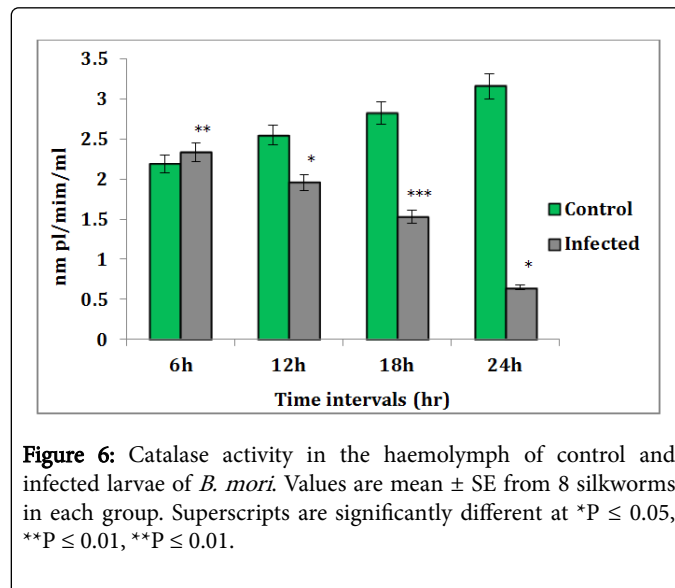 3.5
3
2.5
2
1.5
1
0.5
0
nm pl/mim/ml
**
*
***
*
Control
Infected
6h 12h 18h 24h
Time intervals (hr)
Figure 6: Catalase activity in the haemolymph of control and
infected larvae of B. mori. Values are mean ± SE from 8 silkworms
in each group. Superscripts are significantly different at *P ≤ 0.05,
**P ≤ 0.01, **P ≤ 0.01.